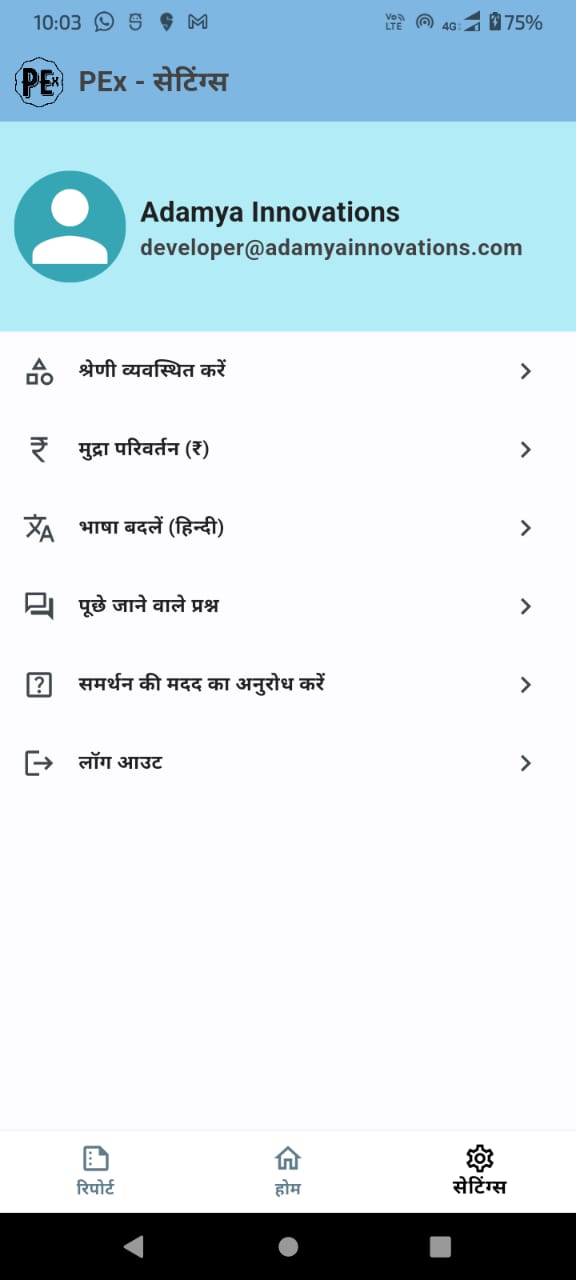 10:03 Vo LTE 4G 75%
PEx PEx - सेटिंग्स
Adamya Innovations
developer@adamyainnovations.com
श्रेणी व्यवस्थित करें
मुद्रा परिवर्तन (₹)
भाषा बदलें (हिन्दी)
पूछे जाने वाले प्रश्न
समर्थन की मदद का अनुरोध करें
लॉग आउट
रिपोर्ट होम सेटिंग्स